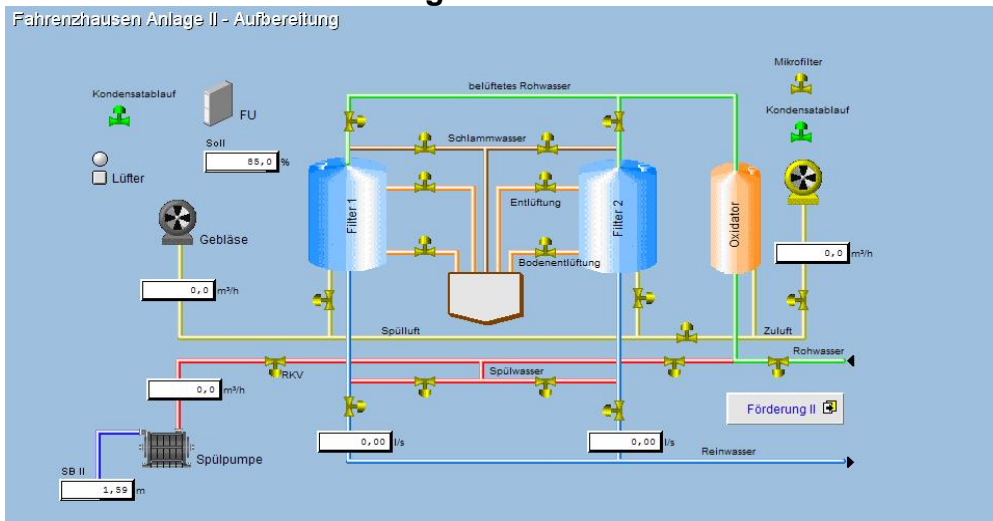 g
Fahrenzhausen Anlage II - Aufbereitung
Mikrofilter
Kondensatablauf
FU
belüftetes Rohwasser
Kondensatablauf
Soll
85,0 %
Schlammwasser
Lüfter
Filter 1
Entlüftung
Filter 2
Oxidator
Gebläse
Bodenentlüftung
0,0 m³/h
0,0 m³/h
Spülluft
Zuluft
Rohwasser
RKV
Spülwasser
0,0 m³/h
Förderung II
0,00 l/s
0,00 l/s
Reinwasser
Spülpumpe
SB II
1,59 m